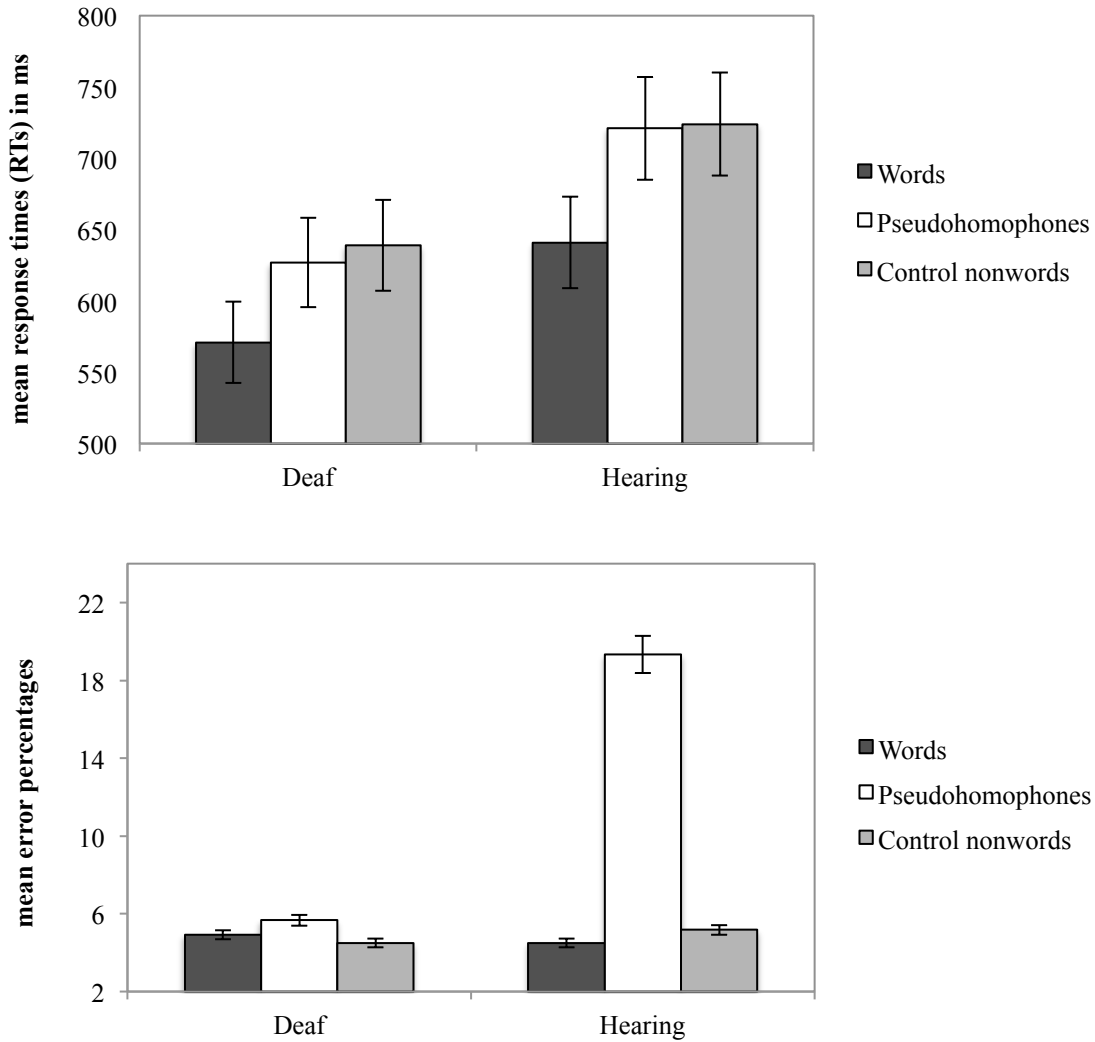 mean response times (RTs) in ms
800
750
700
650
600
550
500
Deaf
Hearing
Words
Pseudohomophones
Control nonwords
mean error percentages
22
18
14
10
6
2
Deaf
Hearing
Words
Pseudohomophones
Control nonwords